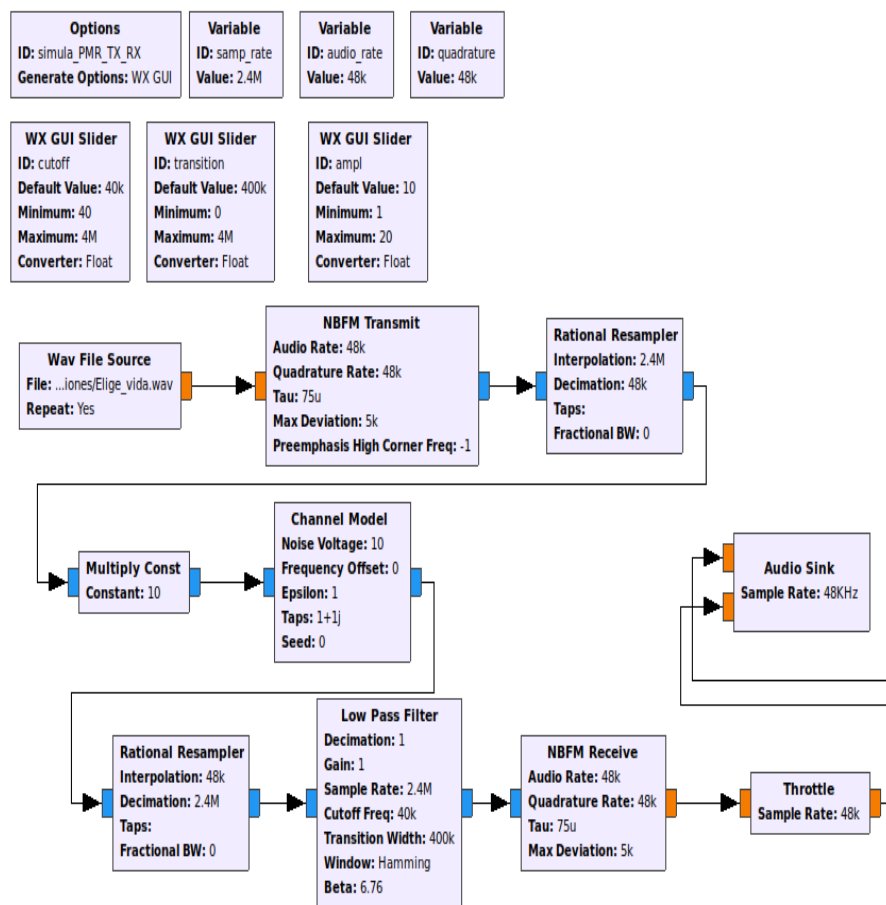 Options
ID: simula_PMR_TX_RX
Generate Options: WX GUI
Variable
ID: samp_rate
Value: 2.4M
Variable
ID: audio_rate
Value: 48k
Variable
ID: quadrature
Value: 48k
WX GUI Slider
ID: cutoff
Default Value: 40k
Minimum: 40
Maximum: 4M
Converter: Float
WX GUI Slider
ID: transition
Default Value: 400k
Minimum: 0
Maximum: 4M
Converter: Float
WX GUI Slider
ID: ampl
Default Value: 10
Minimum: 1
Maximum: 20
Converter: Float
Wav File Source
File: ...iones/Elige_vida.wav
Repeat: Yes
NBFM Transmit
Audio Rate: 48k
Quadrature Rate: 48k
Tau: 75u
Max Deviation: 5k
Preemphasis High Corner Freq: -1
Rational Resampler
Interpolation: 2.4M
Decimation: 48k
Taps:
Fractional BW: 0
Multiply Const
Constant: 10
Channel Model
Noise Voltage: 10
Frequency Offset: 0
Epsilon: 1
Taps: 1+1j
Seed: 0
Audio Sink
Sample Rate: 48KHz
Rational Resampler
Interpolation: 48k
Decimation: 2.4M
Taps:
Fractional BW: 0
Low Pass Filter
Decimation: 1
Gain: 1
Sample Rate: 2.4M
Cutoff Freq: 40k
Transition Width: 400k
Window: Hamming
Beta: 6.76
NBFM Receive
Audio Rate: 48k
Quadrature Rate: 48k
Tau: 75u
Max Deviation: 5k
Throttle
Sample Rate: 48k